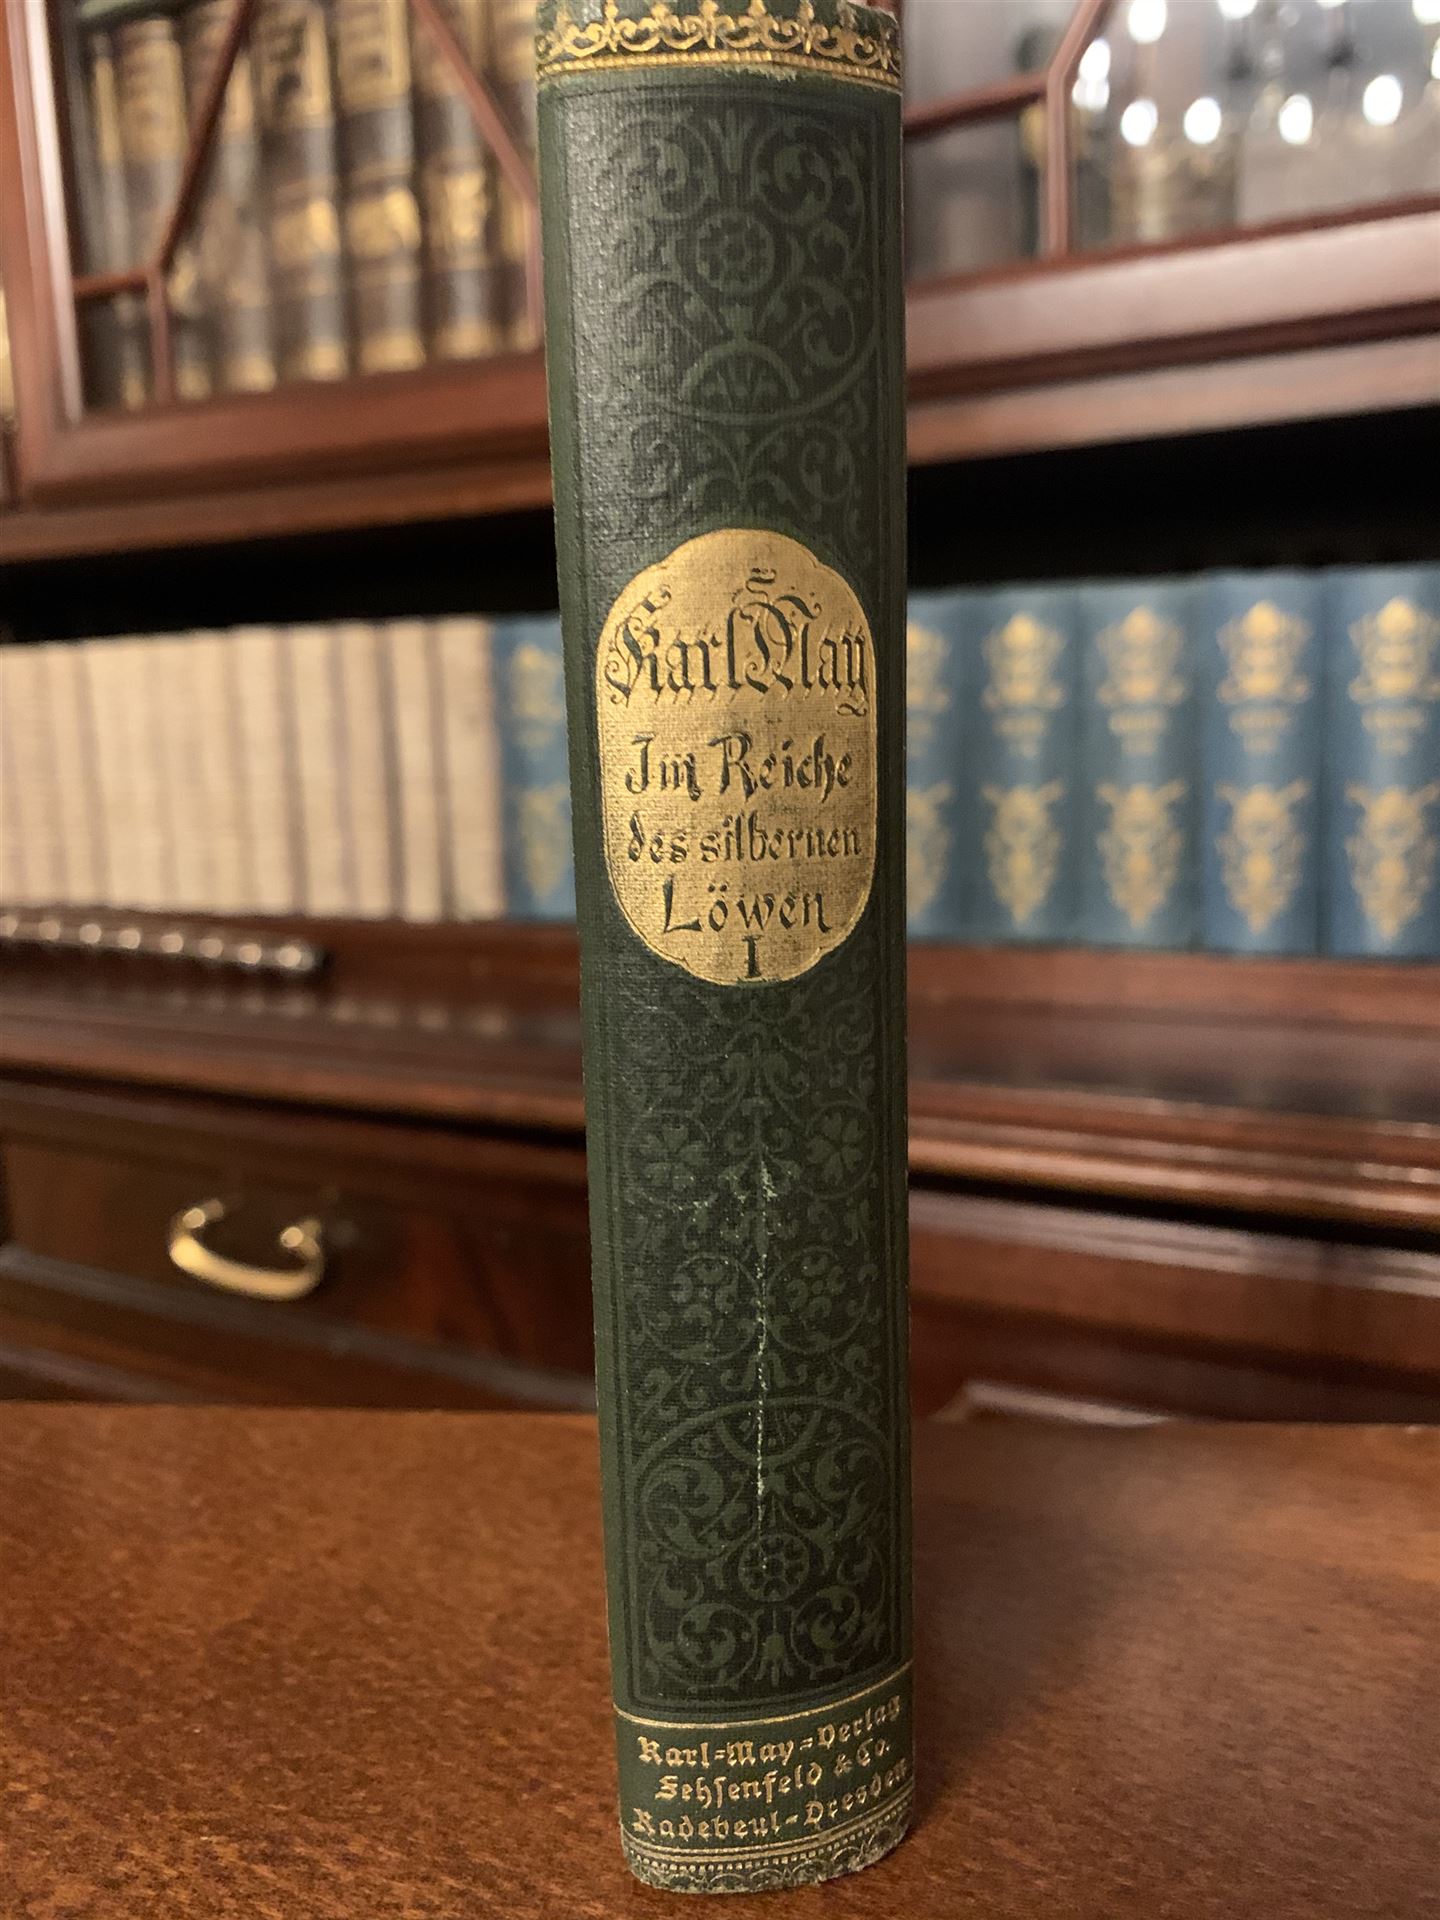 Karl May
Im Reiche
des silbernen
Löwen
I
Karl=May=Verlag
Fehsenfeld & Co.
Radebeul-Dresden